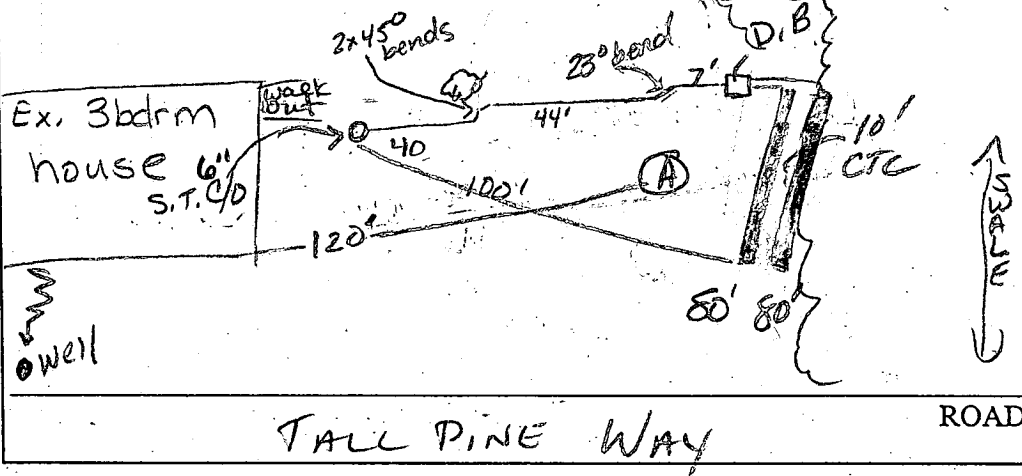 2x45°
bends
D.B.
23° bend
7'
Ex. 3bdrm
house
walk
out
44'
10'
CTC
40
6"
S.T. C/O
100'
A
120'
SWALE
80' 80'
well
ROAD
TALL PINE WAY